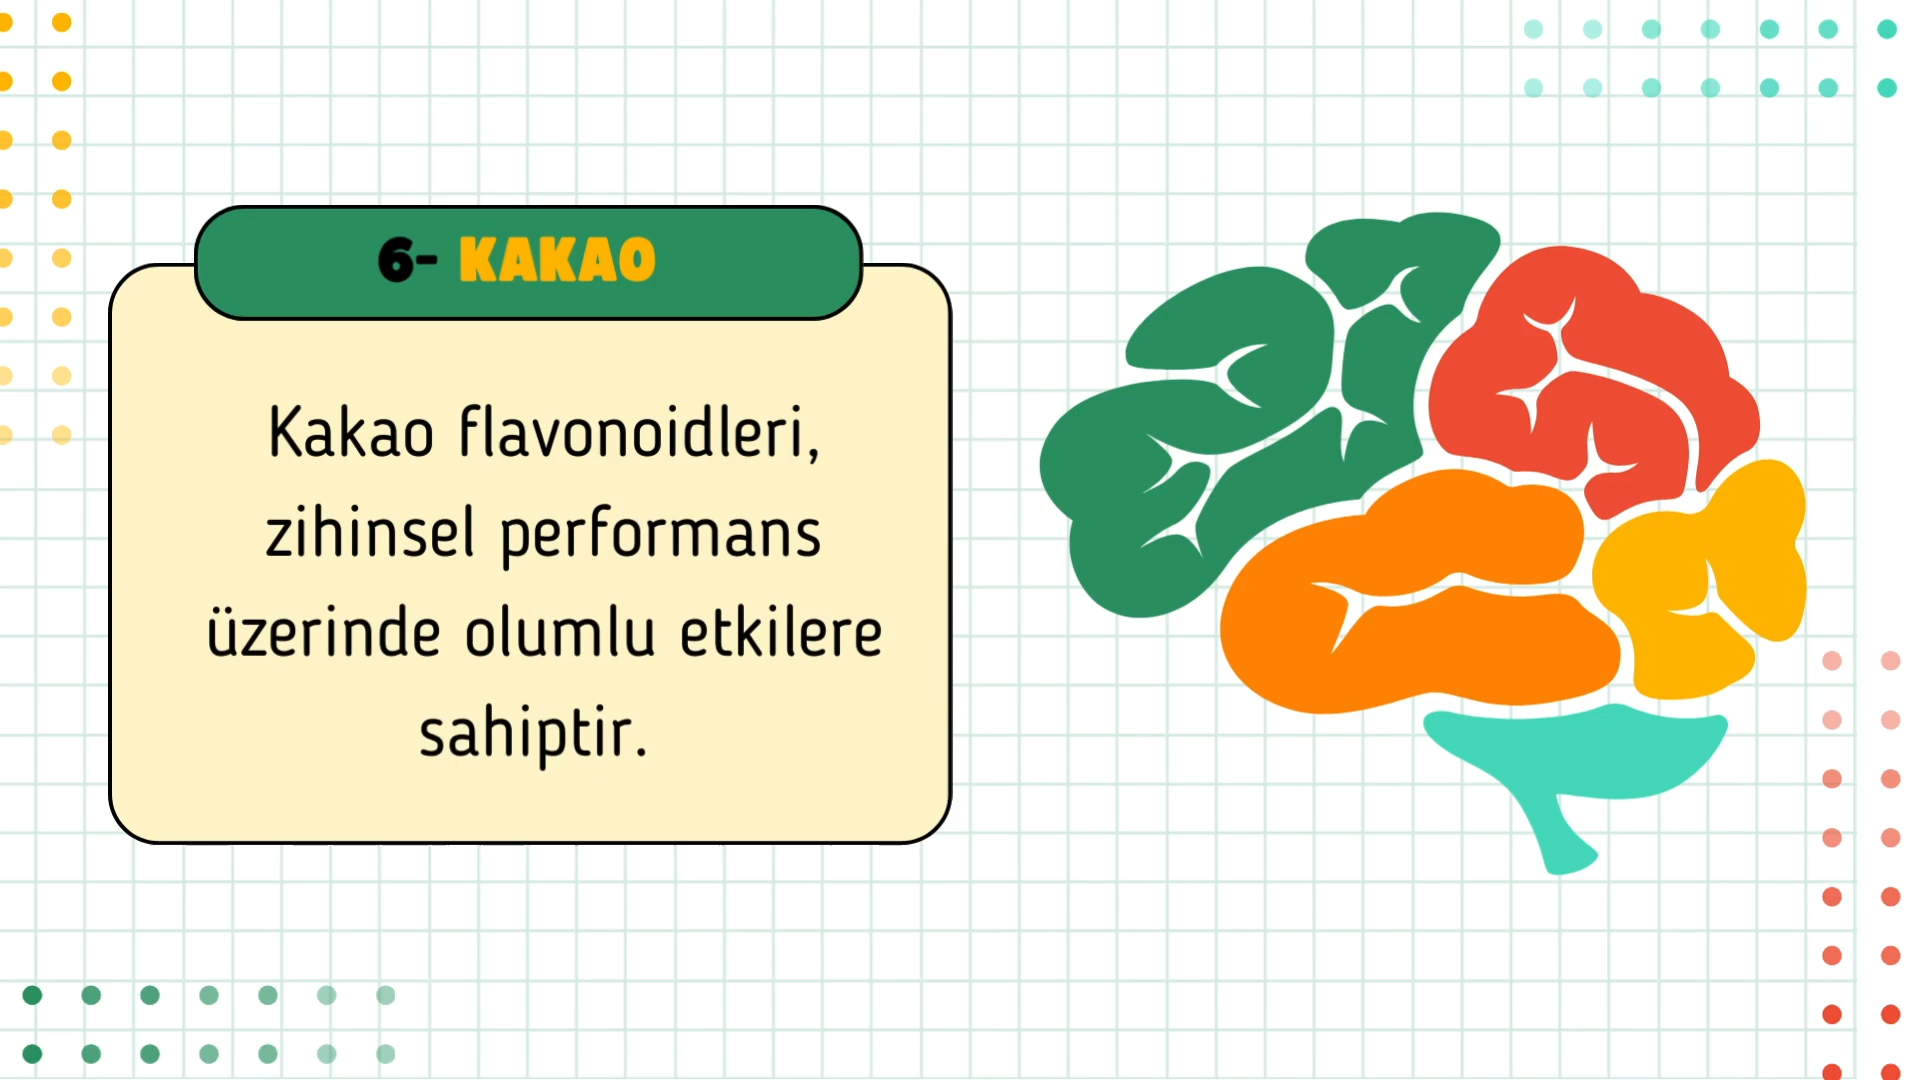 6- KAKAO
Kakao flavonoidleri,
zihinsel performans
üzerinde olumlu etkilere
sahiptir.